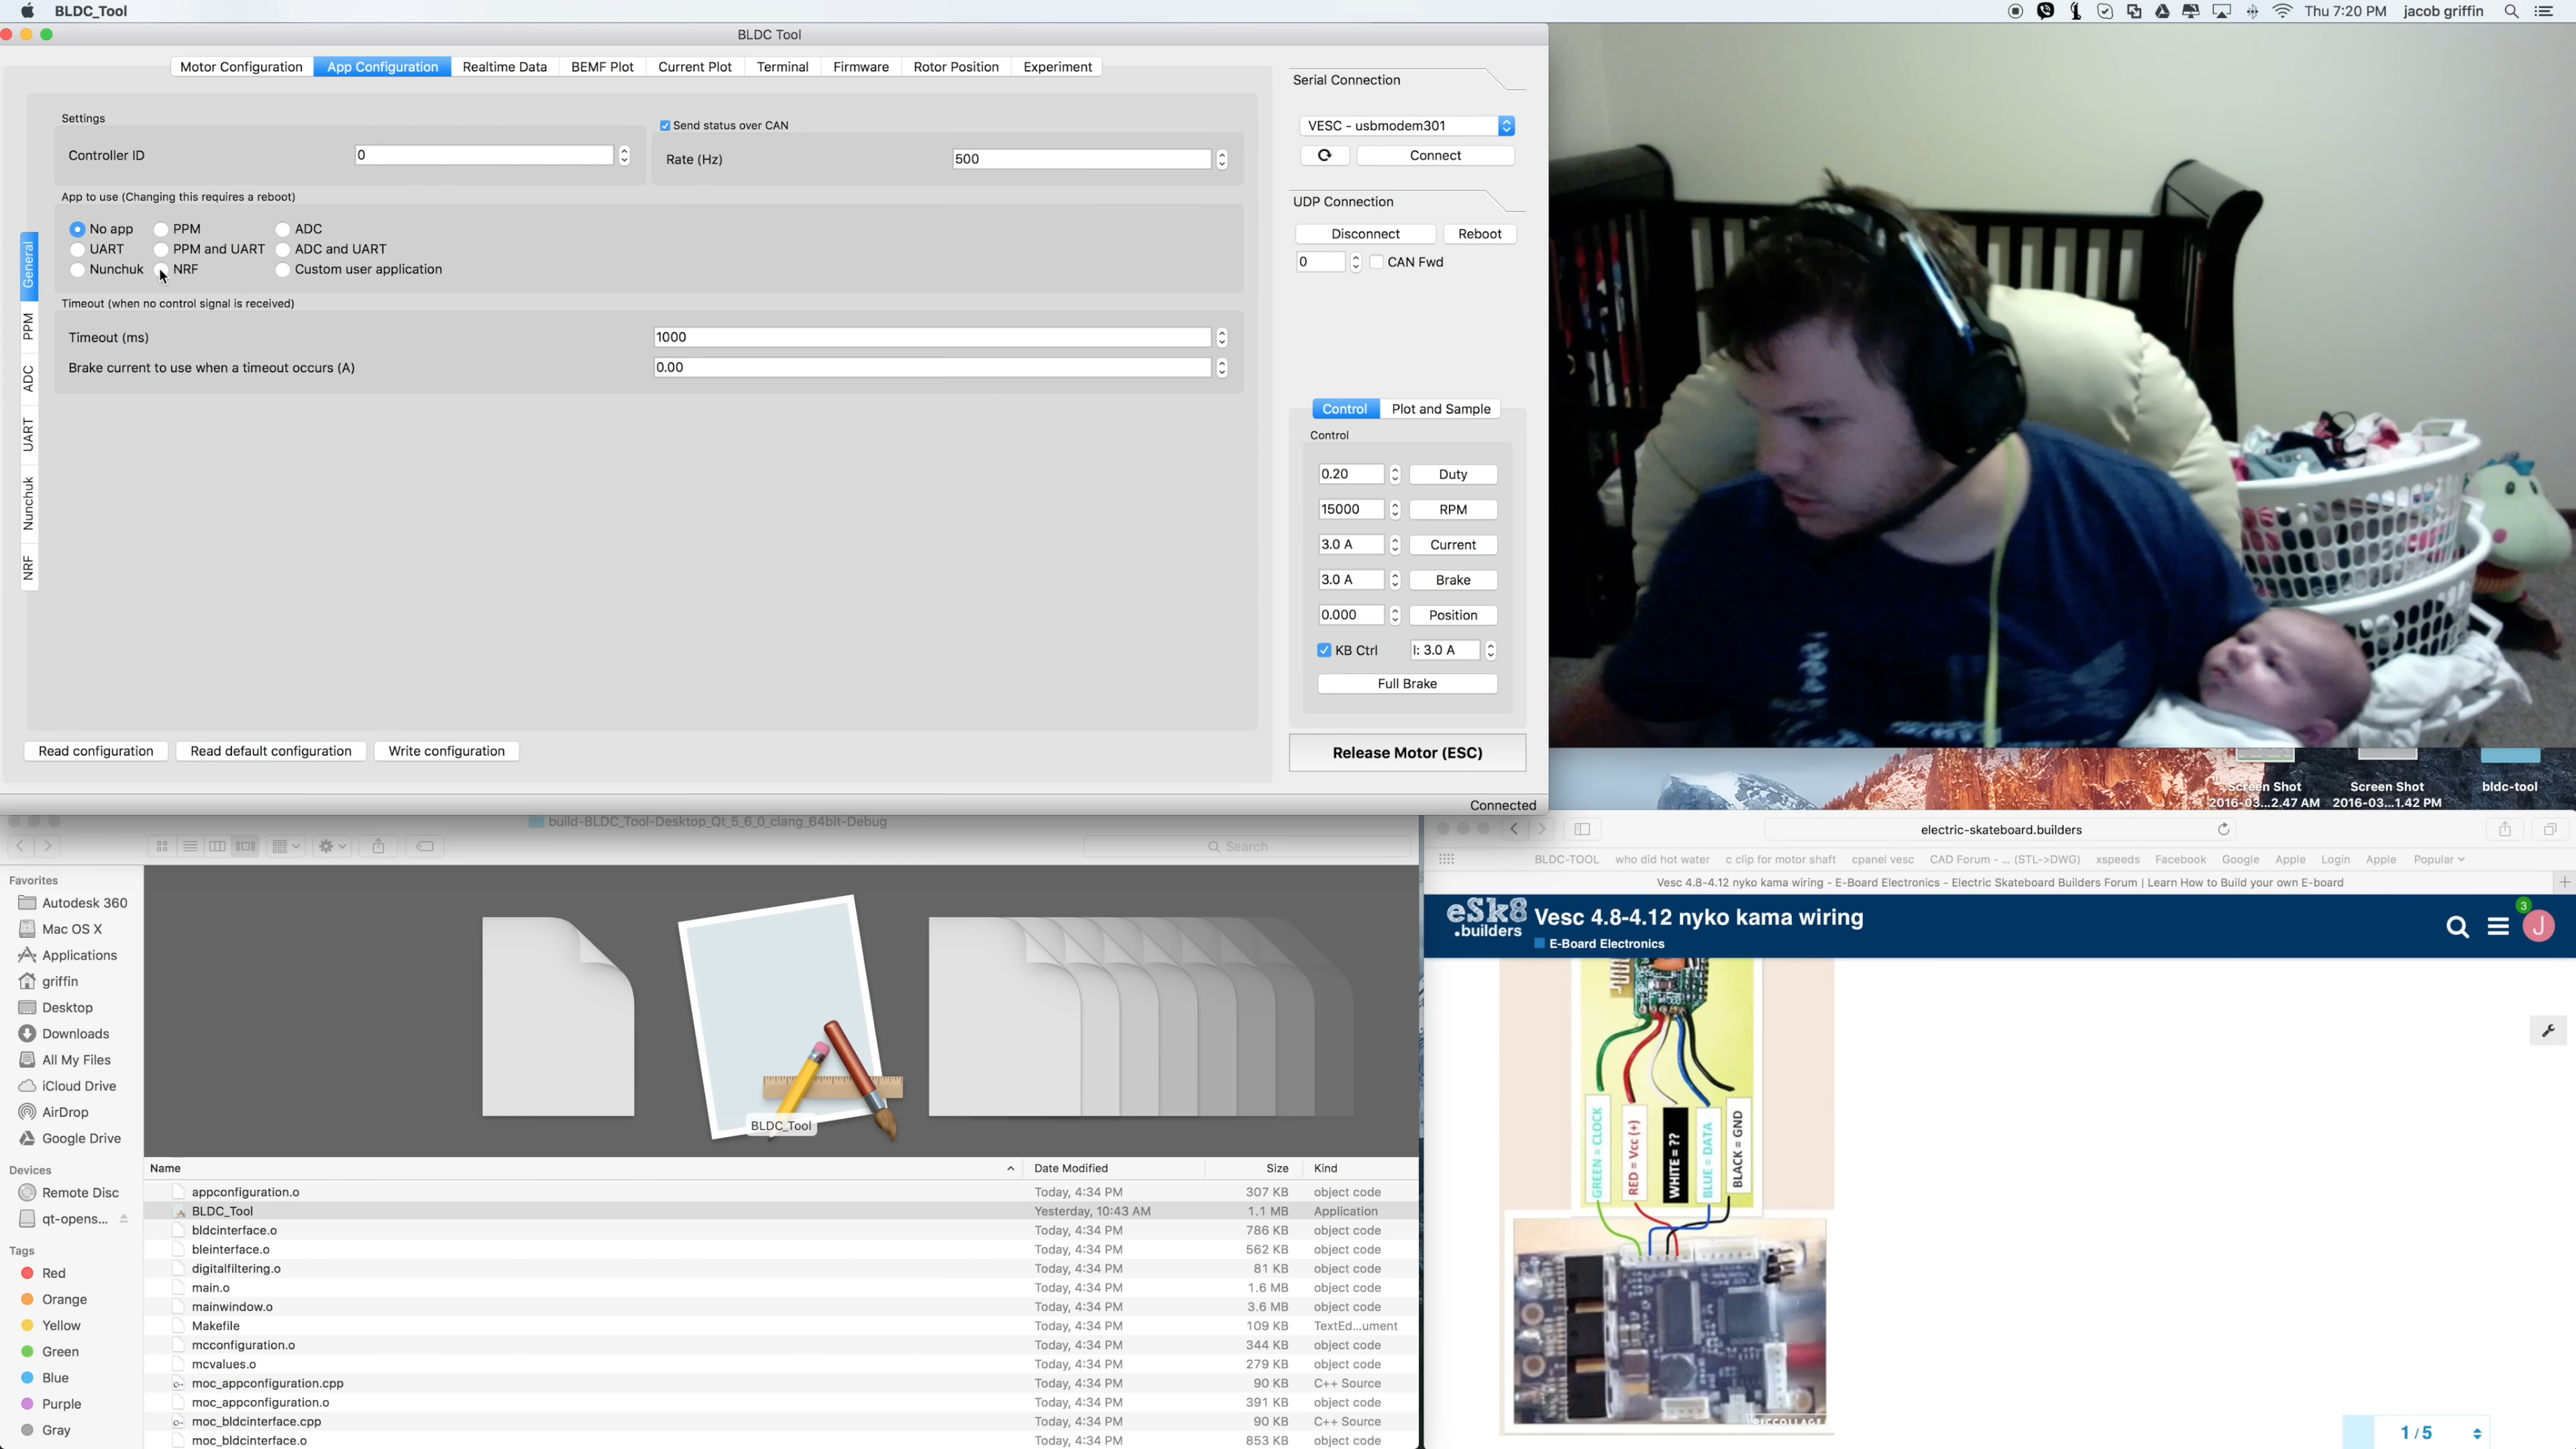 BLDC_Tool
Thu 7:20 PM jacob griffin
BLDC Tool
Motor Configuration App Configuration Realtime Data BEMF Plot Current Plot Terminal Firmware Rotor Position Experiment
Settings
Send status over CAN
Controller ID 0
Rate (Hz) 500
App to use (Changing this requires a reboot)
No app PPM ADC
UART PPM and UART ADC and UART
Nunchuk NRF Custom user application
Timeout (when no control signal is received)
Timeout (ms) 1000
Brake current to use when a timeout occurs (A) 0.00
General
PPM
ADC
UART
Nunchuk
NRF
Read configuration Read default configuration Write configuration
Serial Connection
VESC - usbmodem301
Connect
UDP Connection
Disconnect Reboot
0 CAN Fwd
Control Plot and Sample
Control
0.20 Duty
15000 RPM
3.0 A Current
3.0 A Brake
0.000 Position
KB Ctrl I: 3.0 A
Full Brake
Release Motor (ESC)
Connected
Screen Shot
2016-03...2.47 AM
Screen Shot
2016-03...1.42 PM
bldc-tool
build-BLDC_Tool-Desktop_Qt_5_6_0_clang_64bit-Debug
Search
Favorites
Autodesk 360
Mac OS X
Applications
griffin
Desktop
Downloads
All My Files
iCloud Drive
AirDrop
Google Drive
Devices
Remote Disc
qt-opens...
Tags
Red
Orange
Yellow
Green
Blue
Purple
Gray
BLDC_Tool
Name Date Modified Size Kind
appconfiguration.o Today, 4:34 PM 307 KB object code
BLDC_Tool Yesterday, 10:43 AM 1.1 MB Application
bldcinterface.o Today, 4:34 PM 786 KB object code
bleinterface.o Today, 4:34 PM 562 KB object code
digitalfiltering.o Today, 4:34 PM 81 KB object code
main.o Today, 4:34 PM 1.6 MB object code
mainwindow.o Today, 4:34 PM 3.6 MB object code
Makefile Today, 4:34 PM 109 KB TextEd...ument
mcconfiguration.o Today, 4:34 PM 344 KB object code
mcvalues.o Today, 4:34 PM 279 KB object code
moc_appconfiguration.cpp Today, 4:34 PM 90 KB C++ Source
moc_appconfiguration.o Today, 4:34 PM 391 KB object code
moc_bldcinterface.cpp Today, 4:34 PM 90 KB C++ Source
moc_bldcinterface.o Today, 4:34 PM 853 KB object code
electric-skateboard.builders
BLDC-TOOL who did hot water c clip for motor shaft cpanel vesc CAD Forum - ... (STL->DWG) xspeeds Facebook Google Apple Login Apple Popular
Vesc 4.8-4.12 nyko kama wiring - E-Board Electronics - Electric Skateboard Builders Forum | Learn How to Build your own E-board
eSk8 .builders
Vesc 4.8-4.12 nyko kama wiring
E-Board Electronics
3
J
GREEN = CLOCK
RED = Vcc (+)
WHITE = ??
BLUE = DATA
BLACK = GND
PICCOLLAGE
1 / 5